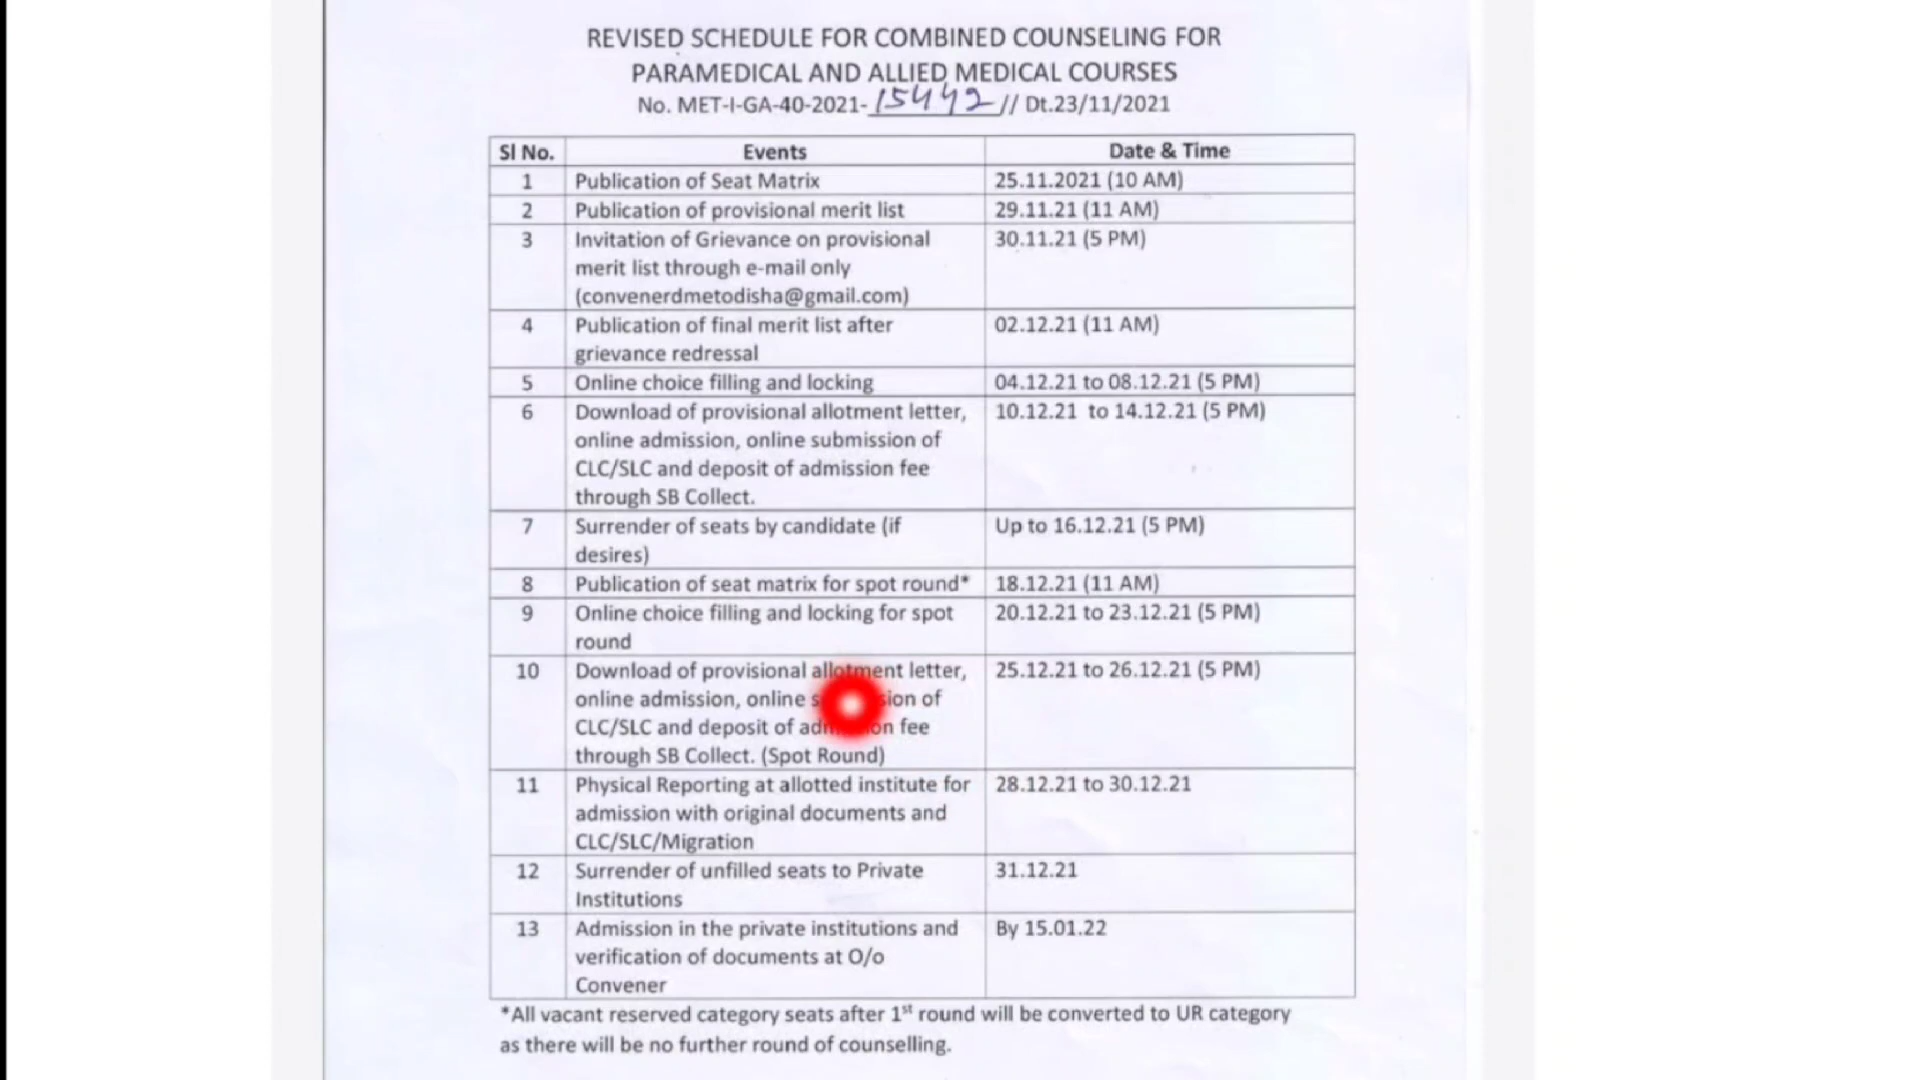 REVISED SCHEDULE FOR COMBINED COUNSELING FOR
PARAMEDICAL AND ALLIED MEDICAL COURSES
No. MET-I-GA-40-2021-15442// Dt.23/11/2021
Sl No. Events Date & Time
1 Publication of Seat Matrix 25.11.2021 (10 AM)
2 Publication of provisional merit list 29.11.21 (11 AM)
3 Invitation of Grievance on provisional 30.11.21 (5 PM)
merit list through e-mail only
(convenerdmetodisha@gmail.com)
4 Publication of final merit list after 02.12.21 (11 AM)
grievance redressal
5 Online choice filling and locking 04.12.21 to 08.12.21 (5 PM)
6 Download of provisional allotment letter, 10.12.21 to 14.12.21 (5 PM)
online admission, online submission of
CLC/SLC and deposit of admission fee
through SB Collect.
7 Surrender of seats by candidate (if Up to 16.12.21 (5 PM)
desires)
8 Publication of seat matrix for spot round* 18.12.21 (11 AM)
9 Online choice filling and locking for spot 20.12.21 to 23.12.21 (5 PM)
round
10 Download of provisional allotment letter, 25.12.21 to 26.12.21 (5 PM)
online admission, online of
CLC/SLC and deposit of fee
through SB Collect. (Spot Round)
11 Physical Reporting at allotted institute for 28.12.21 to 30.12.21
admission with original documents and
CLC/SLC/Migration
12 Surrender of unfilled seats to Private 31.12.21
Institutions
13 Admission in the private institutions and By 15.01.22
verification of documents at O/o
Convener
*All vacant reserved category seats after 1st round will be converted to UR category
as there will be no further round of counselling.